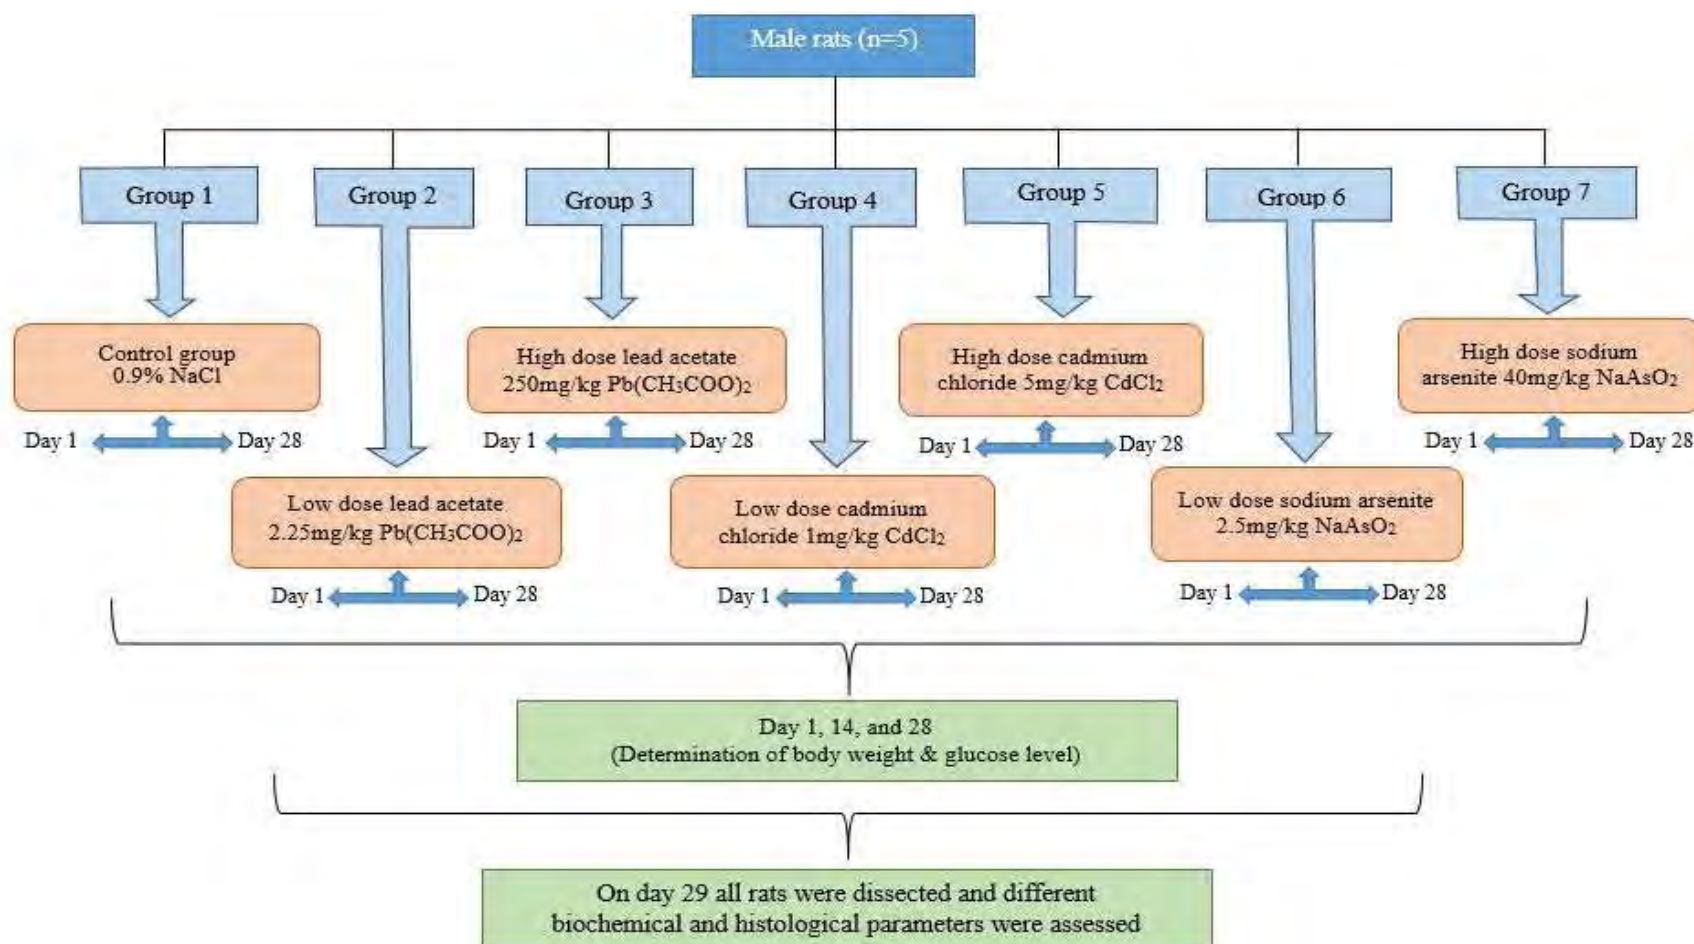 Male rats (n=5)
Group 1
Group 2
Group 3
Group 4
Group 5
Group 6
Group 7
Control group
0.9% NaCl
Day 1
Day 28
High dose lead acetate
250mg/kg Pb(CH₃COO)₂
Day 1
Day 28
High dose cadmium
chloride 5mg/kg CdCl₂
Day 1
Day 28
High dose sodium
arsenite 40mg/kg NaAsO₂
Day 1
Day 28
Low dose lead acetate
2.25mg/kg Pb(CH₃COO)₂
Day 1
Day 28
Low dose cadmium
chloride 1mg/kg CdCl₂
Day 1
Day 28
Low dose sodium arsenite
2.5mg/kg NaAsO₂
Day 1
Day 28
Day 1, 14, and 28
(Determination of body weight & glucose level)
On day 29 all rats were dissected and different
biochemical and histological parameters were assessed